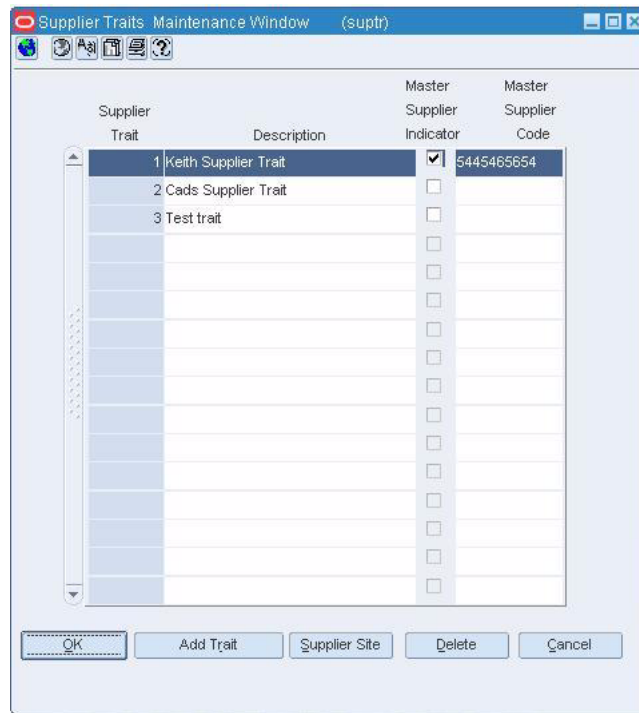 Supplier Traits Maintenance Window (suptr)
Master Master
Supplier Supplier Supplier
Trait Description Indicator Code
1 Keith Supplier Trait 5445465654
2 Cads Supplier Trait
3 Test trait
OK Add Trait Supplier Site Delete Cancel